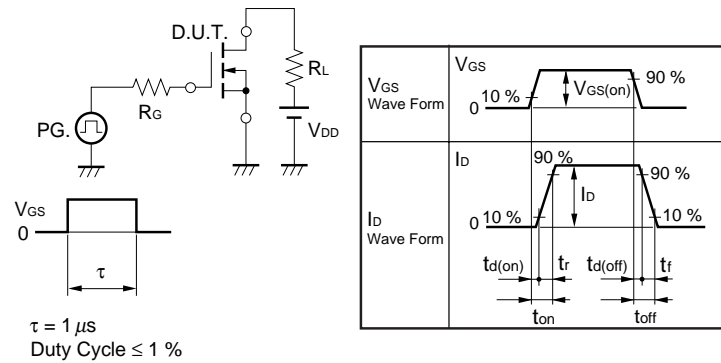 D.U.T.
RL
RG
PG.
VDD
VGS
0
τ
τ = 1 μs
Duty Cycle ≤ 1 %
VGS
Wave Form
VGS
10 %
0
VGS(on)
90 %
ID
Wave Form
ID
90 %
90 %
0 10 %
ID
10 %
td(on) tr td(off) tf
ton toff